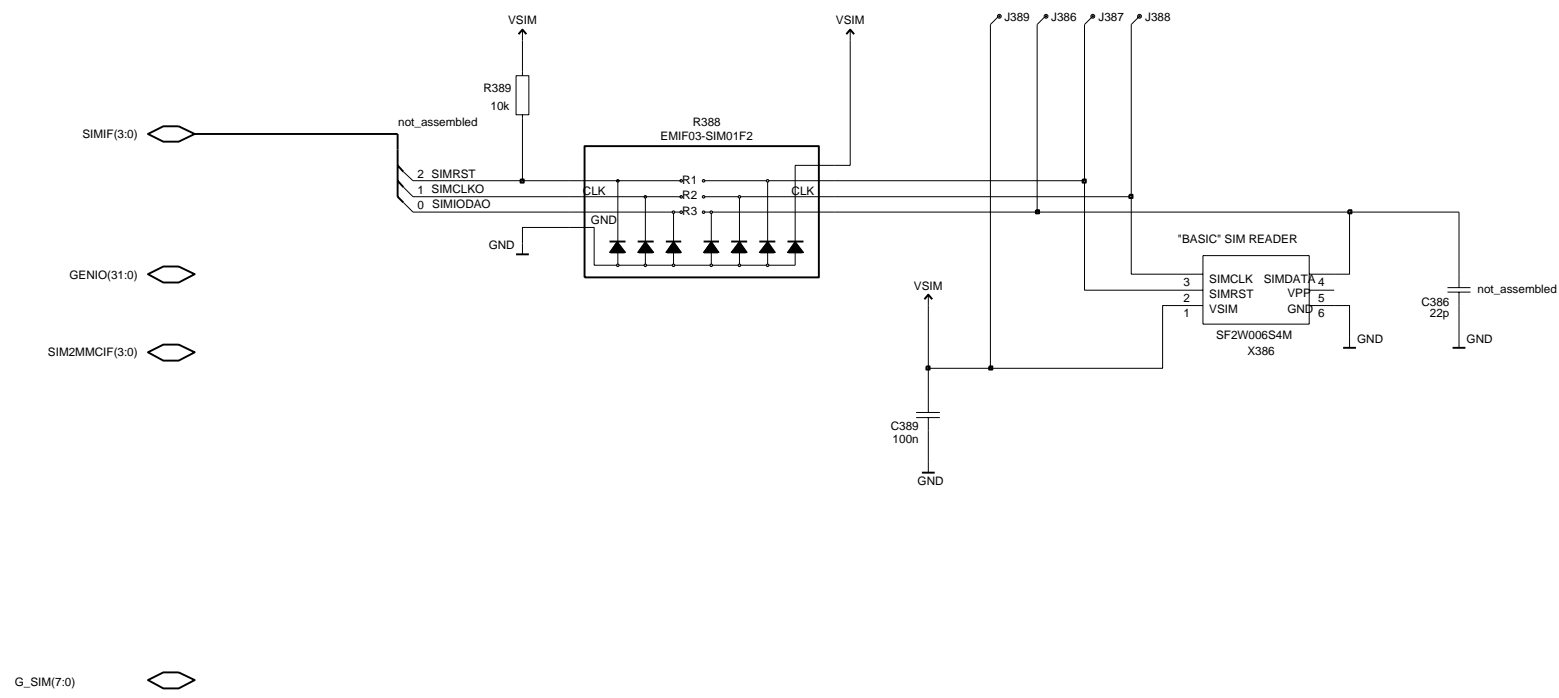 VSIM
VSIM
J389
J386
J387
J388
R389
10k
not_assembled
R388
EMIF03-SIM01F2
SIMIF(3:0)
2 SIMRST
R1
1 SIMCLKO
CLK
R2
CLK
0 SIMIODAO
R3
GND
GND
"BASIC" SIM READER
GENIO(31:0)
SIMCLK SIMDATA
3
4
SIMRST VPP
2
5
VSIM GND
1
6
VSIM
not_assembled
C386
22p
SF2W006S4M
X386
GND
GND
SIM2MMCIF(3:0)
C389
100n
GND
G_SIM(7:0)